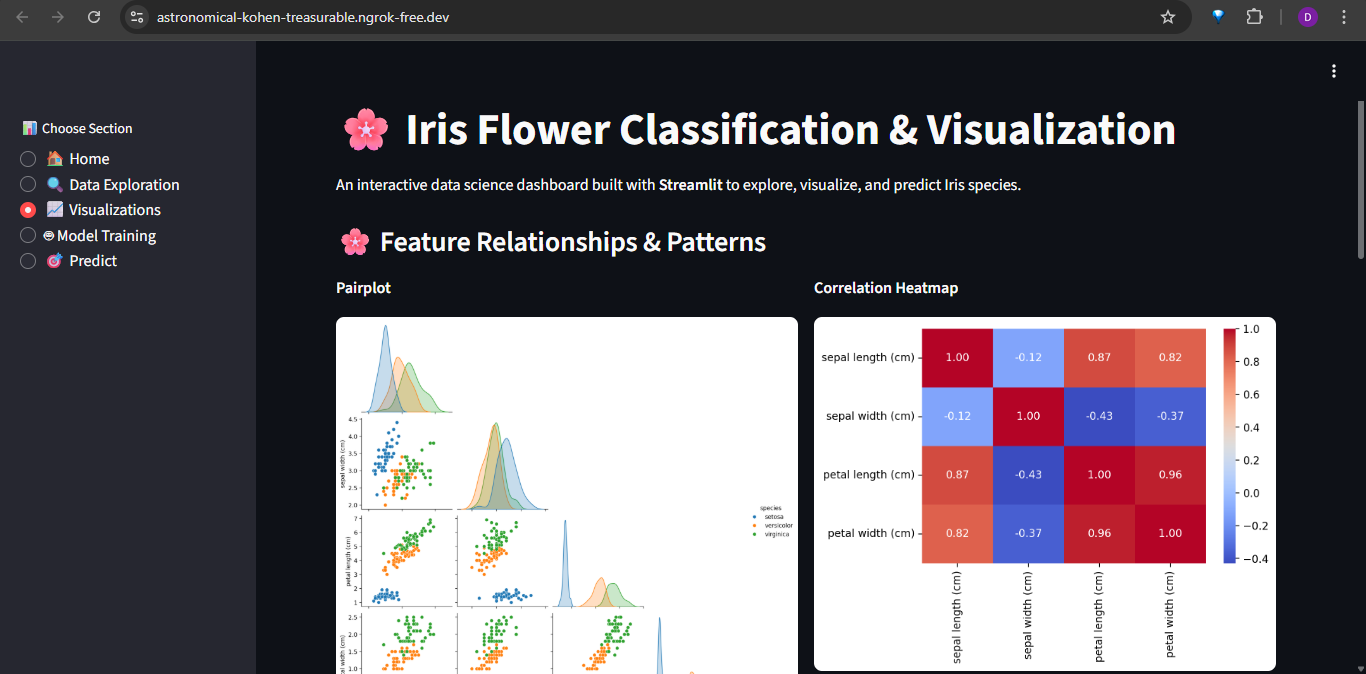 astronomical-kohen-treasurable.ngrok-free.dev
D
📊 Choose Section
🏠 Home
🔍 Data Exploration
📈 Visualizations
Model Training
🎯 Predict
🌸 Iris Flower Classification & Visualization
An interactive data science dashboard built with Streamlit to explore, visualize, and predict Iris species.
🌸 Feature Relationships & Patterns
Pairplot
4.5
4.0
3.5
3.0
2.5
2.0
sepal width (cm)
7
6
5
4
3
2
1
petal length (cm)
2.5
2.0
1.5
1.0
width (cm)
species
setosa
versicolor
virginica
Correlation Heatmap
sepal length (cm) 1.00 -0.12 0.87 0.82
sepal width (cm) -0.12 1.00 -0.43 -0.37
petal length (cm) 0.87 -0.43 1.00 0.96
petal width (cm) 0.82 -0.37 0.96 1.00
sepal length (cm)
sepal width (cm)
petal length (cm)
petal width (cm)
1.0
0.8
0.6
0.4
0.2
0.0
−0.2
−0.4